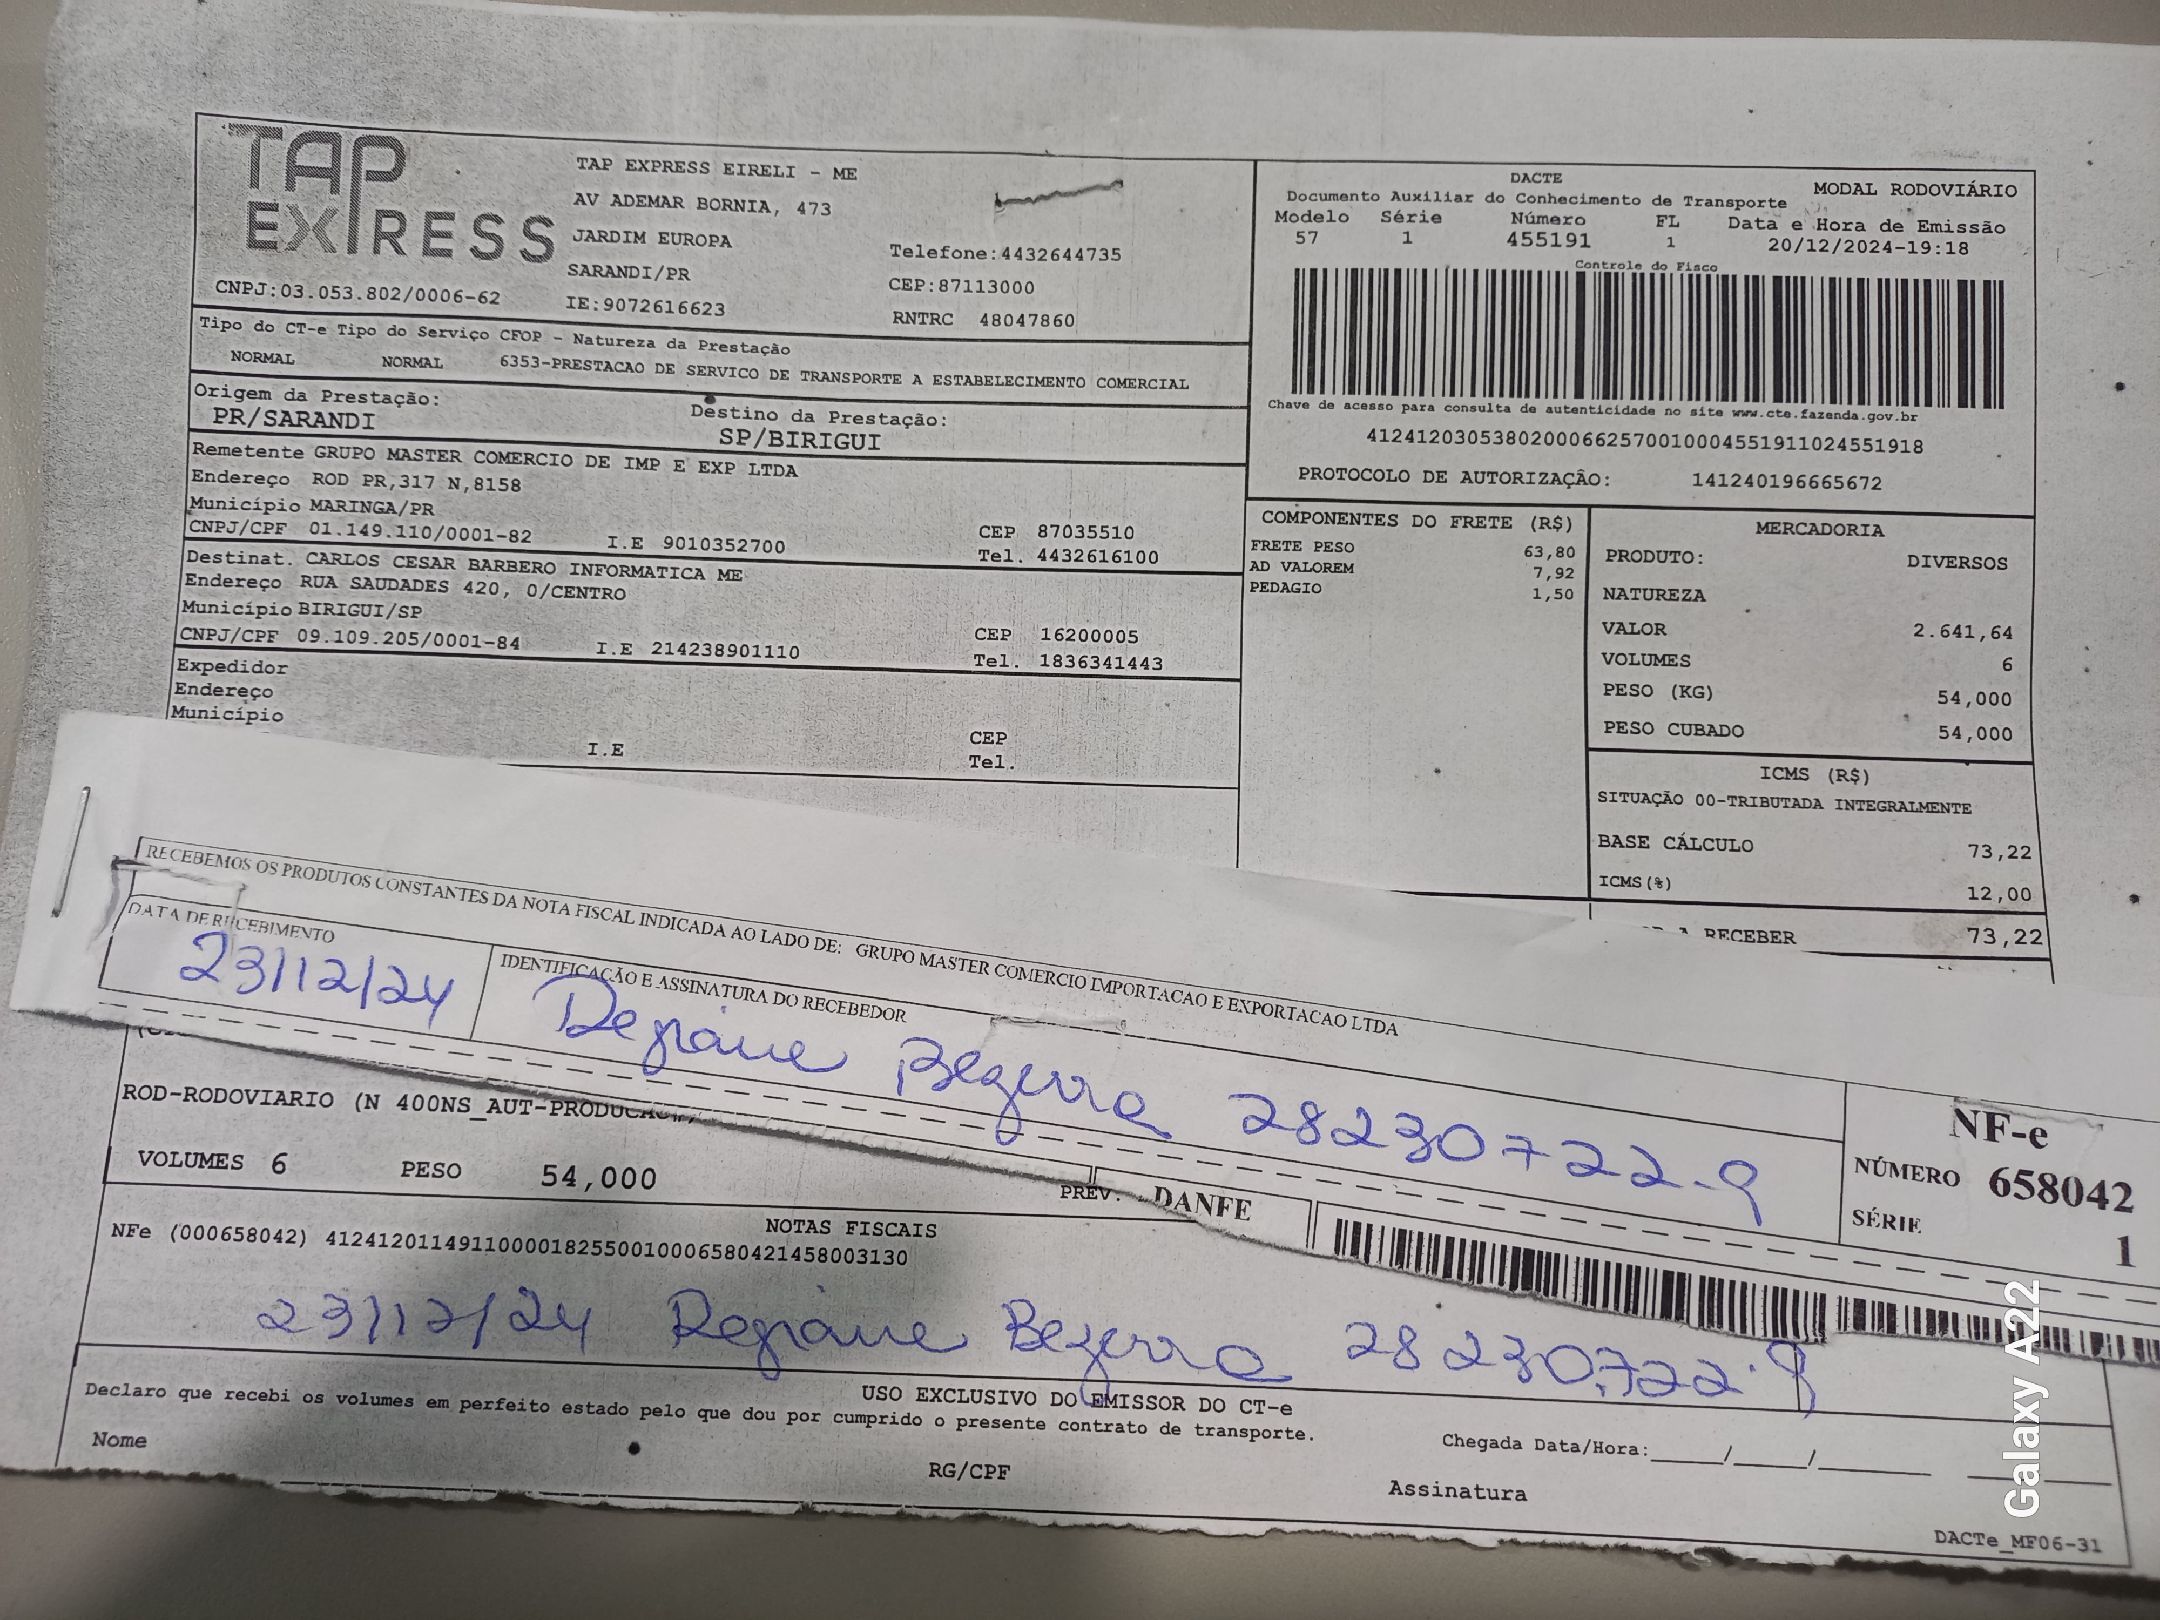 TAP EXPRESS
TAP EXPRESS EIRELI - ME
AV ADEMAR BORNIA, 473
JARDIM EUROPA
SARANDI/PR
CNPJ:03.053.802/0006-62
IE:9072616623
Telefone:4432644735
CEP:87113000
RNTRC 48047860
DACTE
MODAL RODOVIÁRIO
Documento Auxiliar do Conhecimento de Transporte
Modelo Série Número FL Data e Hora de Emissão
57 1 455191 1 20/12/2024-19:18
Controle do Fisco
Chave de acesso para consulta de autenticidade no site www.cte.fazenda.gov.br
41241203053802000662570010004551911024551918
PROTOCOLO DE AUTORIZAÇÃO: 141240196665672
Tipo do CT-e Tipo do Serviço CFOP - Natureza da Prestação
NORMAL NORMAL 6353-PRESTACAO DE SERVICO DE TRANSPORTE A ESTABELECIMENTO COMERCIAL
Origem da Prestação: Destino da Prestação:
PR/SARANDI SP/BIRIGUI
Remetente GRUPO MASTER COMERCIO DE IMP E EXP LTDA
Endereço ROD PR,317 N,8158
Município MARINGA/PR
CEP 87035510
CNPJ/CPF 01.149.110/0001-82 I.E 9010352700 Tel. 4432616100
Destinat. CARLOS CESAR BARBERO INFORMATICA ME
Endereço RUA SAUDADES 420, 0/CENTRO
Município BIRIGUI/SP
CEP 16200005
CNPJ/CPF 09.109.205/0001-84 I.E 214238901110 Tel. 1836341443
Expedidor
Endereço
Município
CEP
I.E Tel.
COMPONENTES DO FRETE (R$)
FRETE PESO 63,80
AD VALOREM 7,92
PEDAGIO 1,50
MERCADORIA
PRODUTO: DIVERSOS
NATUREZA
VALOR 2.641,64
VOLUMES 6
PESO (KG) 54,000
PESO CUBADO 54,000
ICMS (R$)
SITUAÇÃO 00-TRIBUTADA INTEGRALMENTE
BASE CÁLCULO 73,22
ICMS(%) 12,00
A RECEBER 73,22
RECEBEMOS OS PRODUTOS CONSTANTES DA NOTA FISCAL INDICADA AO LADO DE: GRUPO MASTER COMERCIO IMPORTACAO E EXPORTACAO LTDA
DATA DE RECEBIMENTO
23/12/24
IDENTIFICAÇÃO E ASSINATURA DO RECEBEDOR
Regiane Bezerra 28230722-9
NF-e
NÚMERO 658042
SÉRIE 1
DANFE
ROD-RODOVIARIO (N 400NS_AUT-PRODUCAO
VOLUMES 6 PESO 54,000 PREV.
NOTAS FISCAIS
NFe (000658042) 41241201149110000182550010006580421458003130
23/12/24 Regiane Bezerra 28230722-9
USO EXCLUSIVO DO EMISSOR DO CT-e
Declaro que recebi os volumes em perfeito estado pelo que dou por cumprido o presente contrato de transporte.
Chegada Data/Hora:____/____/____
Nome RG/CPF Assinatura
DACTe_MF06-31
Galaxy A22